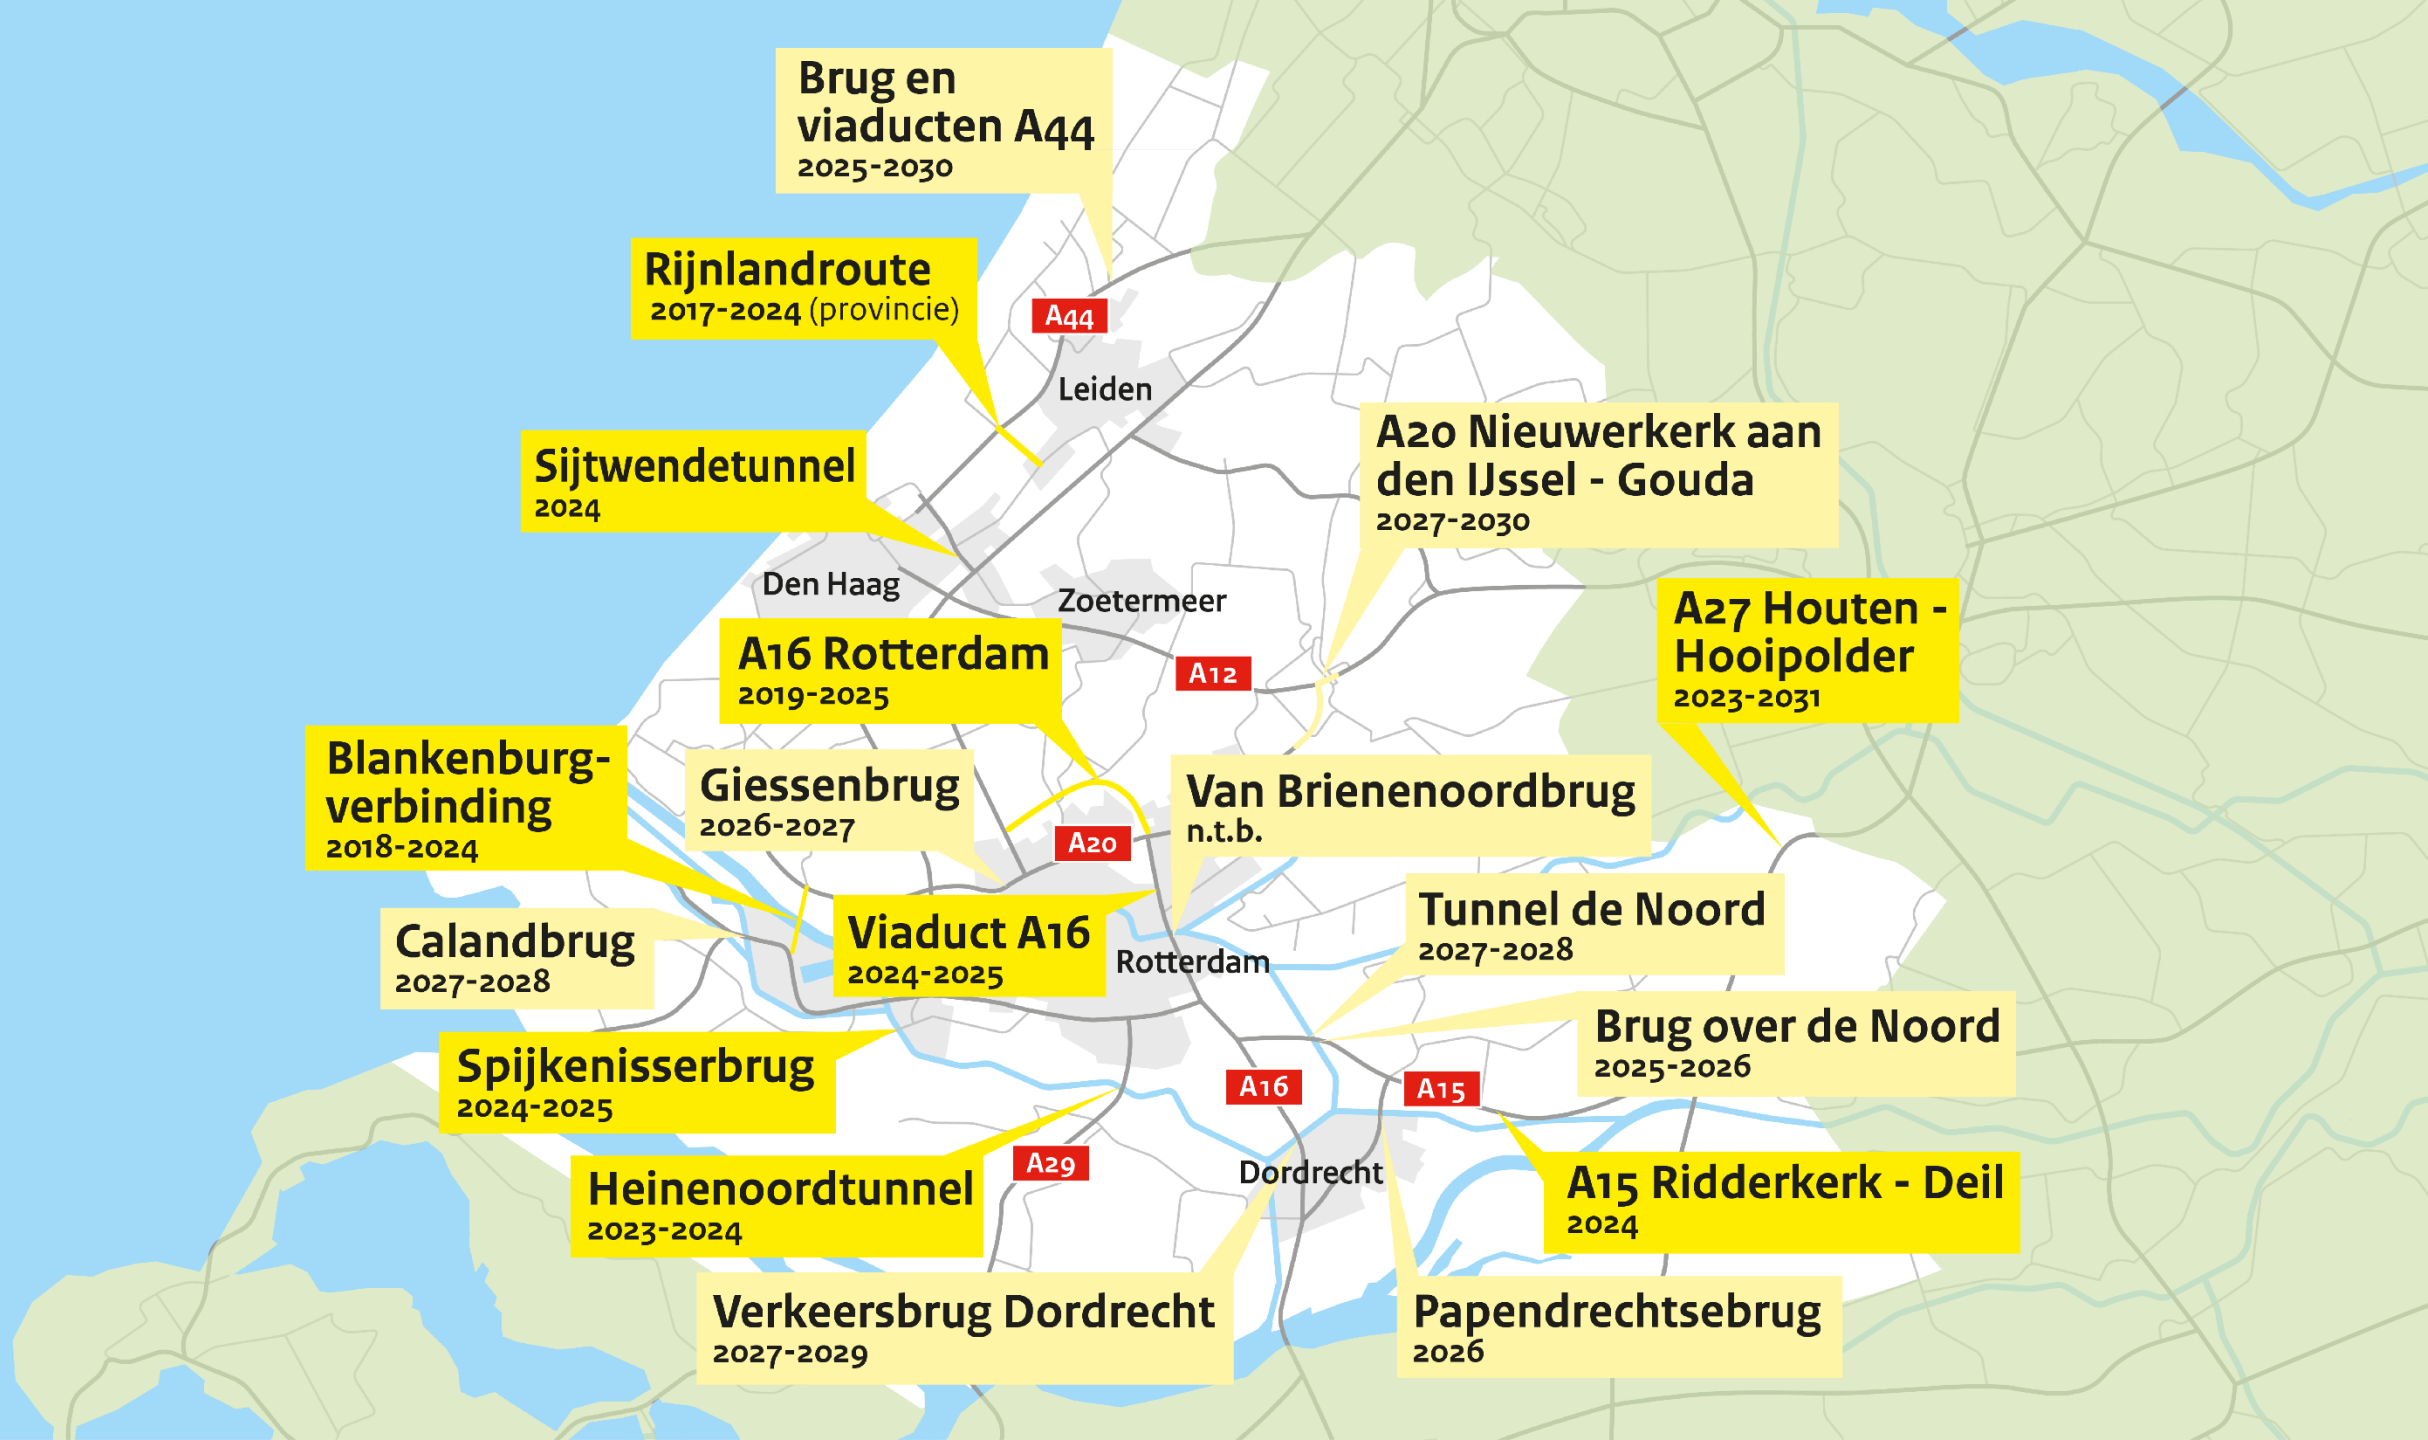 Brug en
viaducten A44
2025-2030
Rijnlandroute
2017-2024 (provincie)
A44
Leiden
Sijtwendetunnel
2024
A20 Nieuwerkerk aan
den IJssel - Gouda
2027-2030
Den Haag
Zoetermeer
A27 Houten -
Hooipolder
2023-2031
A16 Rotterdam
2019-2025
A12
Blankenburg-
verbinding
2018-2024
Giessenbrug
2026-2027
A20
Van Brienenoordbrug
n.t.b.
Tunnel de Noord
2027-2028
Calandbrug
2027-2028
Viaduct A16
2024-2025
Rotterdam
Brug over de Noord
2025-2026
Spijkenisserbrug
2024-2025
A16
A15
Heinenoordtunnel
2023-2024
A29
Dordrecht
A15 Ridderkerk - Deil
2024
Verkeersbrug Dordrecht
2027-2029
Papendrechtsebrug
2026